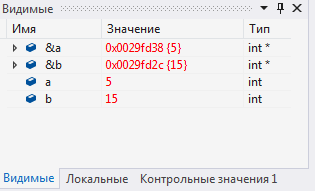 Видимые
Имя Значение Тип
&a 0x0029fd38 {5} int *
&b 0x0029fd2c {15} int *
a 5 int
b 15 int
Видимые Локальные Контрольные значения 1